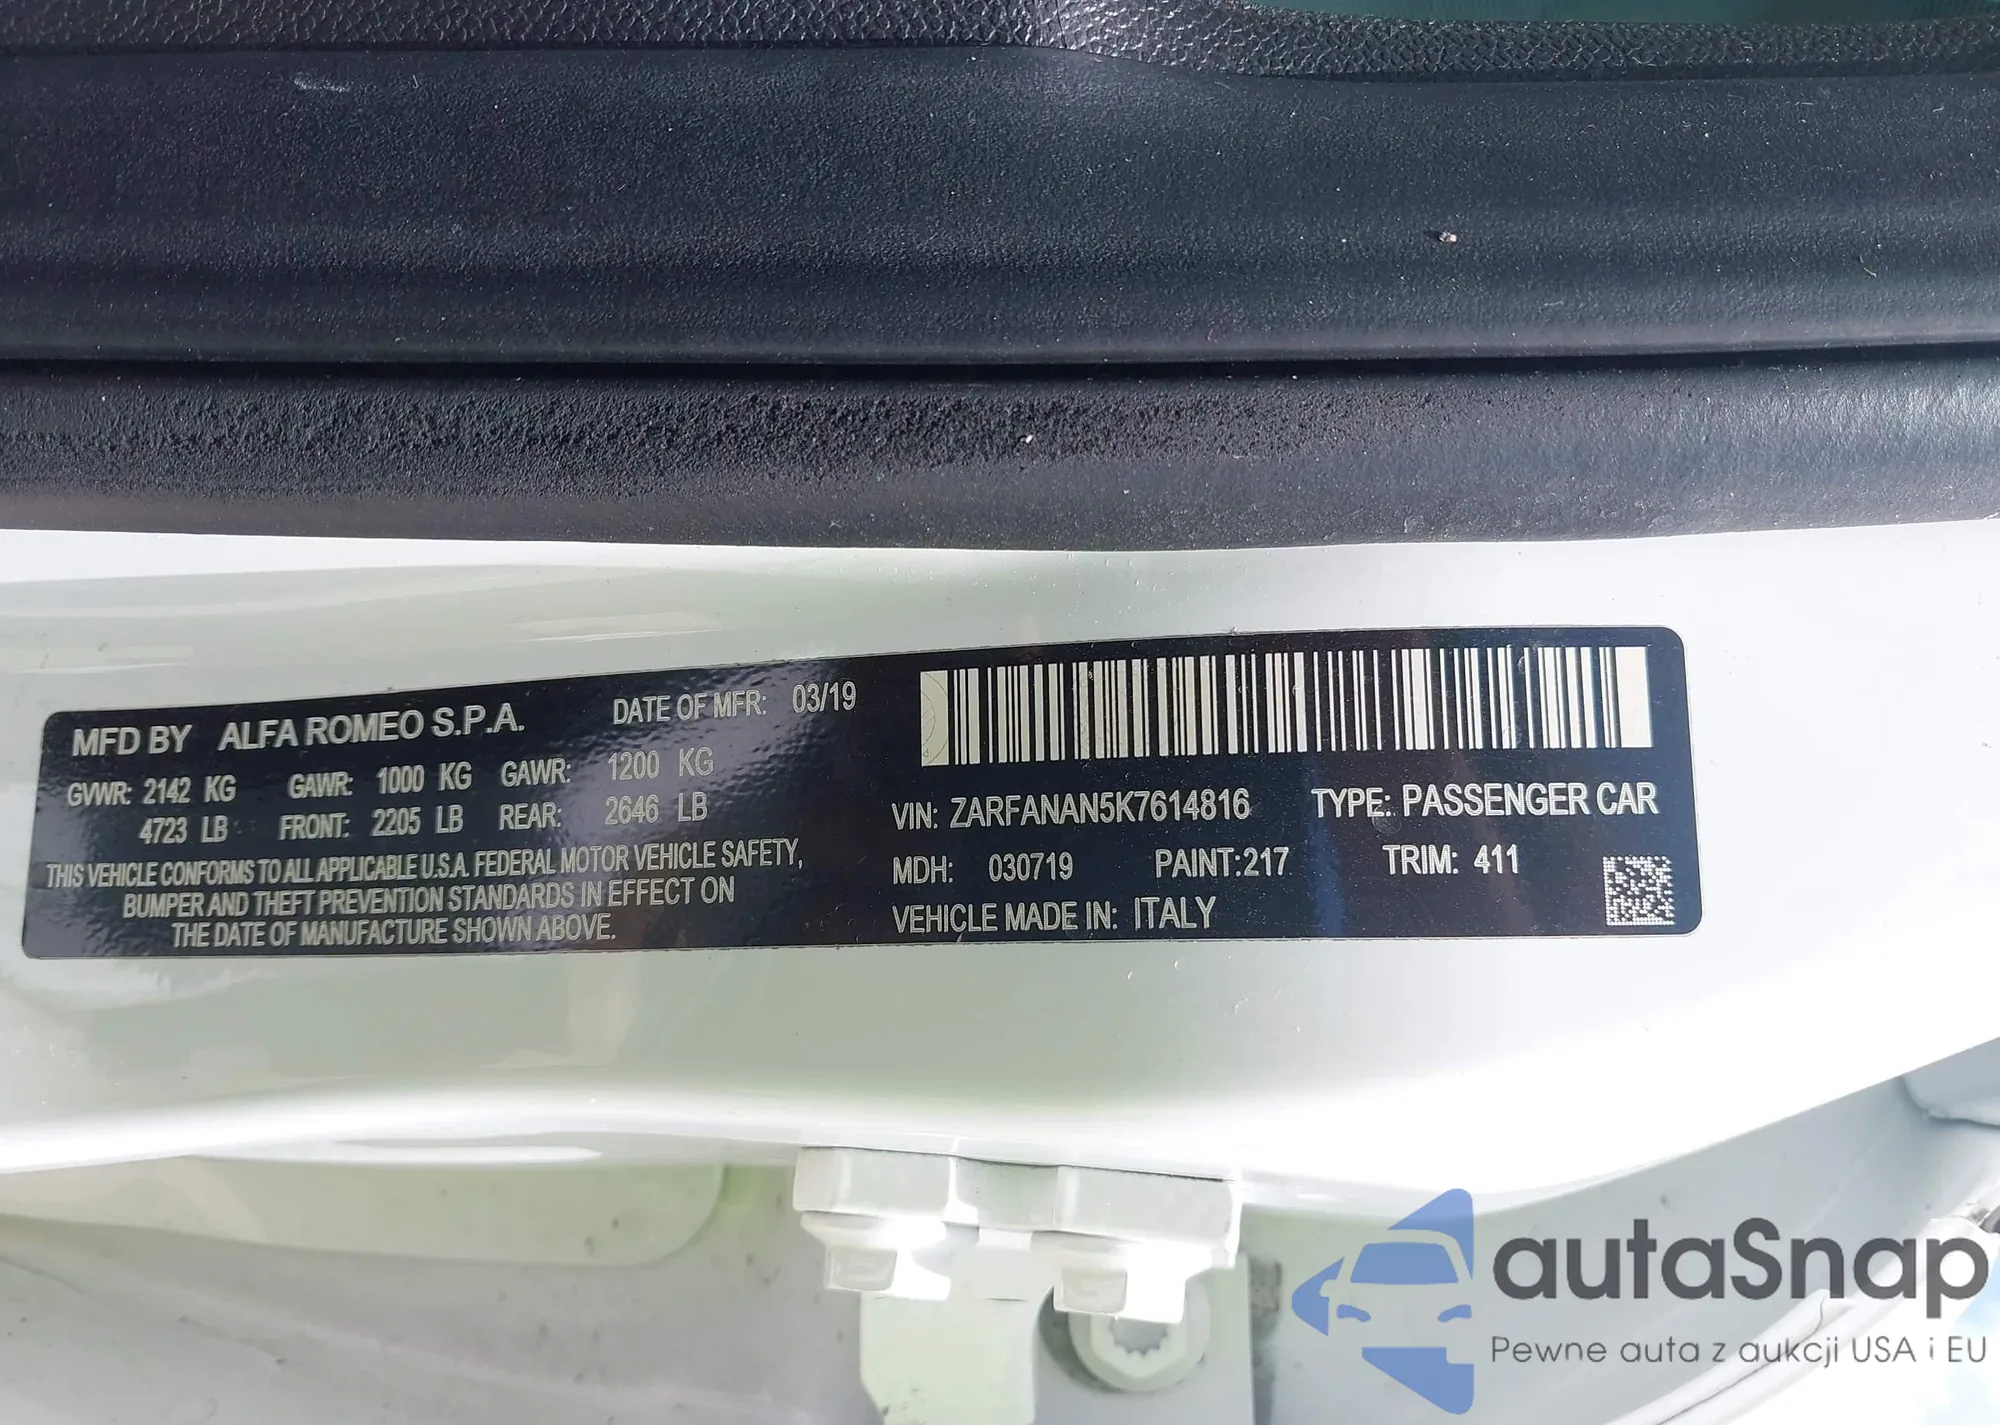 MFD BY ALFA ROMEO S.P.A. DATE OF MFR: 03/19
GVWR: 2142 KG GAWR: 1000 KG GAWR: 1200 KG
4723 LB FRONT: 2205 LB REAR: 2646 LB
THIS VEHICLE CONFORMS TO ALL APPLICABLE U.S.A. FEDERAL MOTOR VEHICLE SAFETY,
BUMPER AND THEFT PREVENTION STANDARDS IN EFFECT ON
THE DATE OF MANUFACTURE SHOWN ABOVE.
VIN: ZARFANAN5K7614816 TYPE: PASSENGER CAR
MDH: 030719 PAINT:217 TRIM: 411
VEHICLE MADE IN: ITALY
autaSnap
Pewne auta z aukcji USA i EU